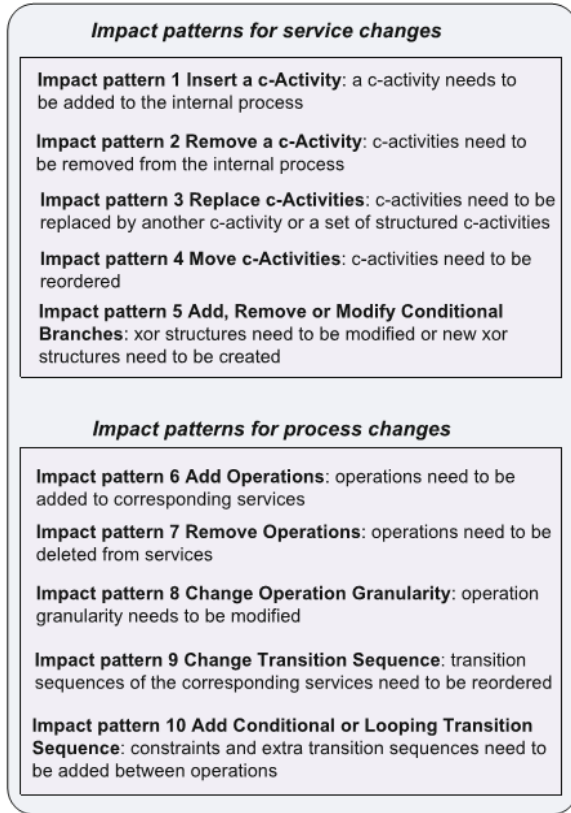 Impact patterns for service changes
Impact pattern 1 Insert a c-Activity: a c-activity needs to
be added to the internal process
Impact pattern 2 Remove a c-Activity: c-activities need to
be removed from the internal process
Impact pattern 3 Replace c-Activities: c-activities need to be
replaced by another c-activity or a set of structured c-activities
Impact pattern 4 Move c-Activities: c-activities need to be
reordered
Impact pattern 5 Add, Remove or Modify Conditional
Branches: xor structures need to be modified or new xor
structures need to be created
Impact patterns for process changes
Impact pattern 6 Add Operations: operations need to be
added to corresponding services
Impact pattern 7 Remove Operations: operations need to be
deleted from services
Impact pattern 8 Change Operation Granularity: operation
granularity needs to be modified
Impact pattern 9 Change Transition Sequence: transition
sequences of the corresponding services need to be reordered
Impact pattern 10 Add Conditional or Looping Transition
Sequence: constraints and extra transition sequences need to
be added between operations